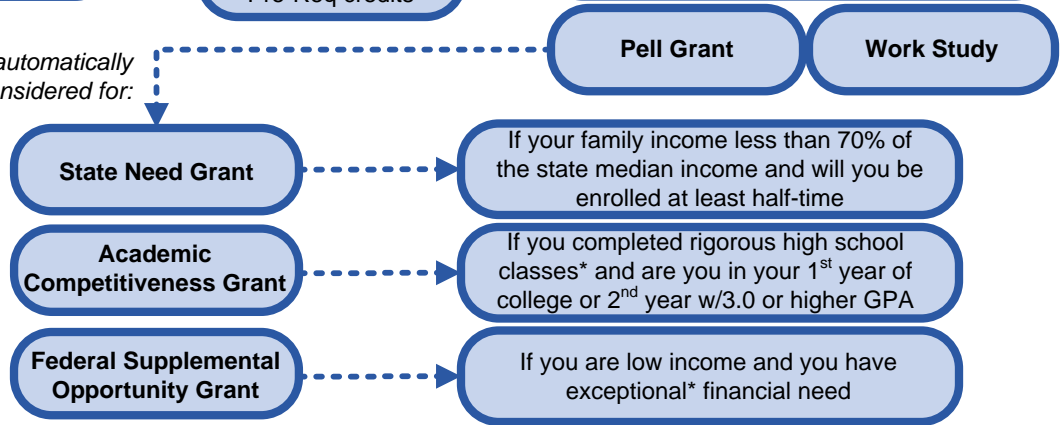 credits
Pell Grant
Work Study
automatically
considered for:
State Need Grant
If your family income less than 70% of
the state median income and will you be
enrolled at least half-time
Academic
Competitiveness Grant
If you completed rigorous high school
classes* and are you in your 1st year of
college or 2nd year w/3.0 or higher GPA
Federal Supplemental
Opportunity Grant
If you are low income and you have
exceptional* financial need